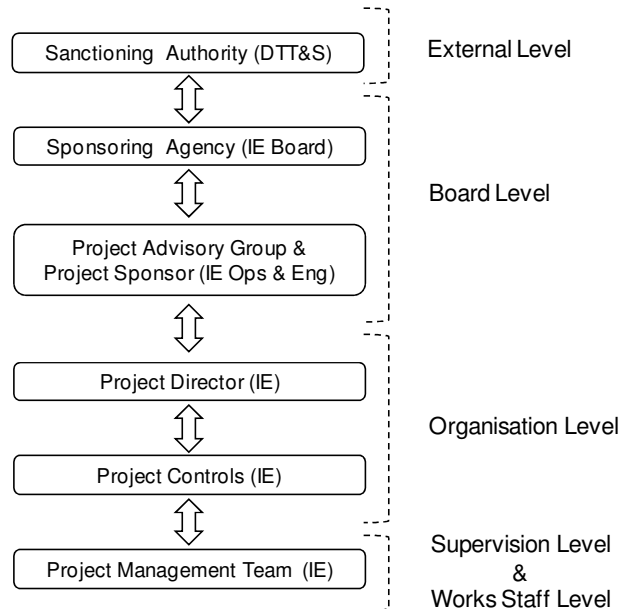 Sanctioning Authority (DTT&S)
External Level
Sponsoring Agency (IE Board)
Board Level
Project Advisory Group &
Project Sponsor (IE Ops & Eng)
Project Director (IE)
Organisation Level
Project Controls (IE)
Project Management Team (IE)
Supervision Level
&
Works Staff Level